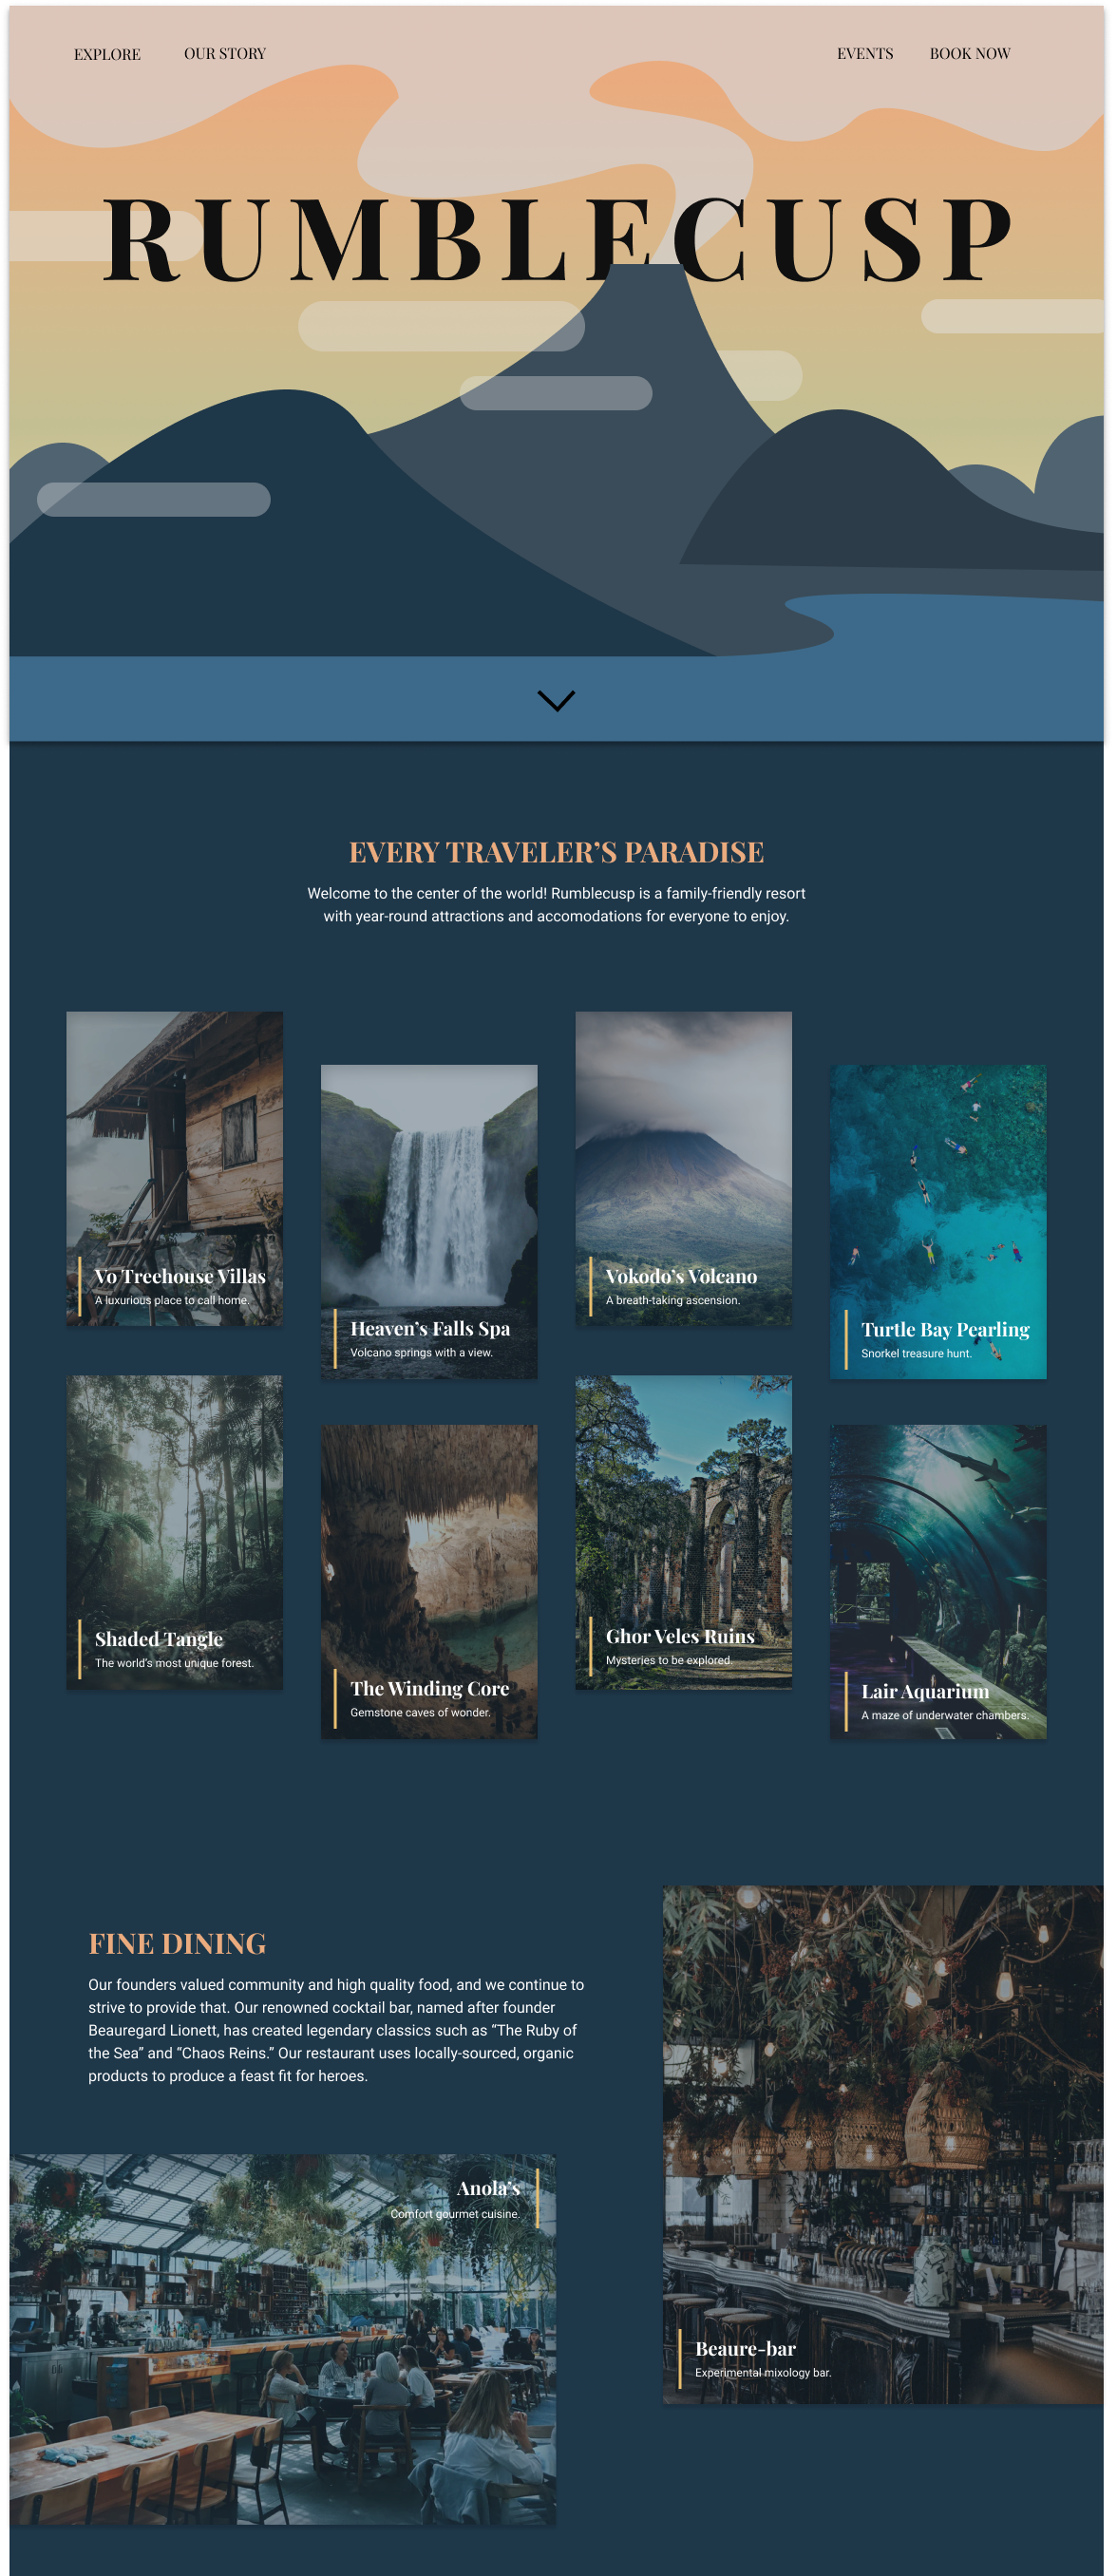 EXPLORE
OUR STORY
EVENTS
BOOK NOW
RUMBLECUSP
EVERY TRAVELER’S PARADISE
Welcome to the center of the world! Rumblecusp is a family-friendly resort
with year-round attractions and accomodations for everyone to enjoy.
Vo Treehouse Villas
A luxurious place to call home.
Heaven’s Falls Spa
Volcano springs with a view.
Vokodo’s Volcano
A breath-taking ascension.
Turtle Bay Pearling
Snorkel treasure hunt.
Shaded Tangle
The world’s most unique forest.
The Winding Core
Gemstone caves of wonder.
Ghor Veles Ruins
Mysteries to be explored.
Lair Aquarium
A maze of underwater chambers.
FINE DINING
Our founders valued community and high quality food, and we continue to
strive to provide that. Our renowned cocktail bar, named after founder
Beauregard Lionett, has created legendary classics such as “The Ruby of
the Sea” and “Chaos Reins.” Our restaurant uses locally-sourced, organic
products to produce a feast fit for heroes.
Anola’s
Comfort gourmet cuisine.
Beaure-bar
Experimental mixology bar.